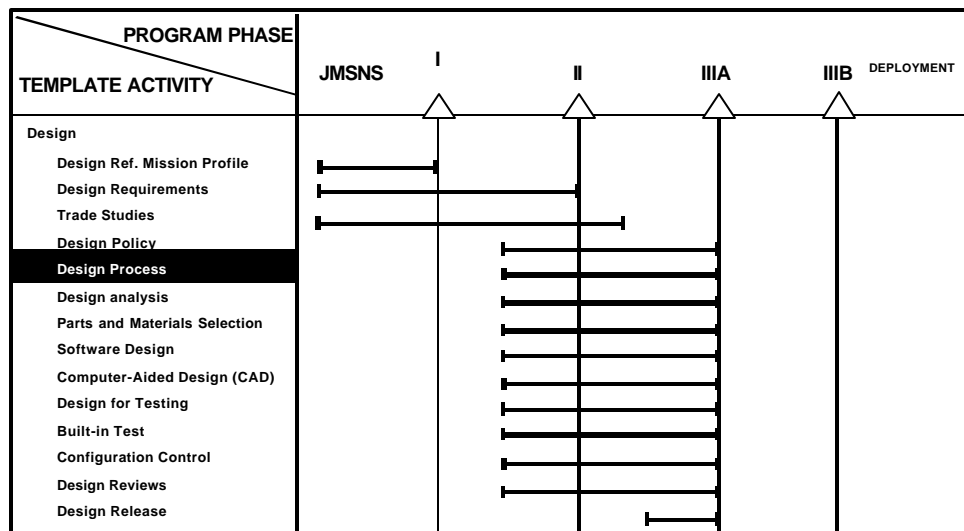 PROGRAM PHASE
TEMPLATE ACTIVITY
JMSNS I II IIIA IIIB DEPLOYMENT
Design
Design Ref. Mission Profile
Design Requirements
Trade Studies
Design Policy
Design Process
Design analysis
Parts and Materials Selection
Software Design
Computer-Aided Design (CAD)
Design for Testing
Built-in Test
Configuration Control
Design Reviews
Design Release